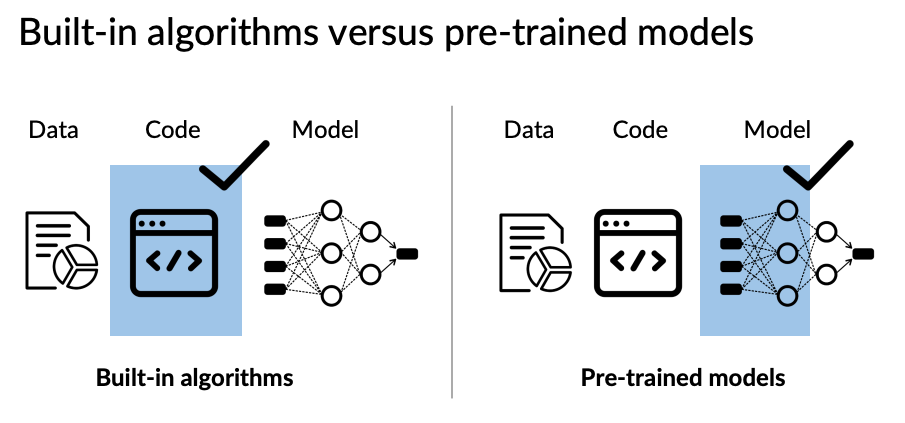 Built-in algorithms versus pre-trained models
Data Code Model
Data Code Model
</>
</>
Built-in algorithms
Pre-trained models